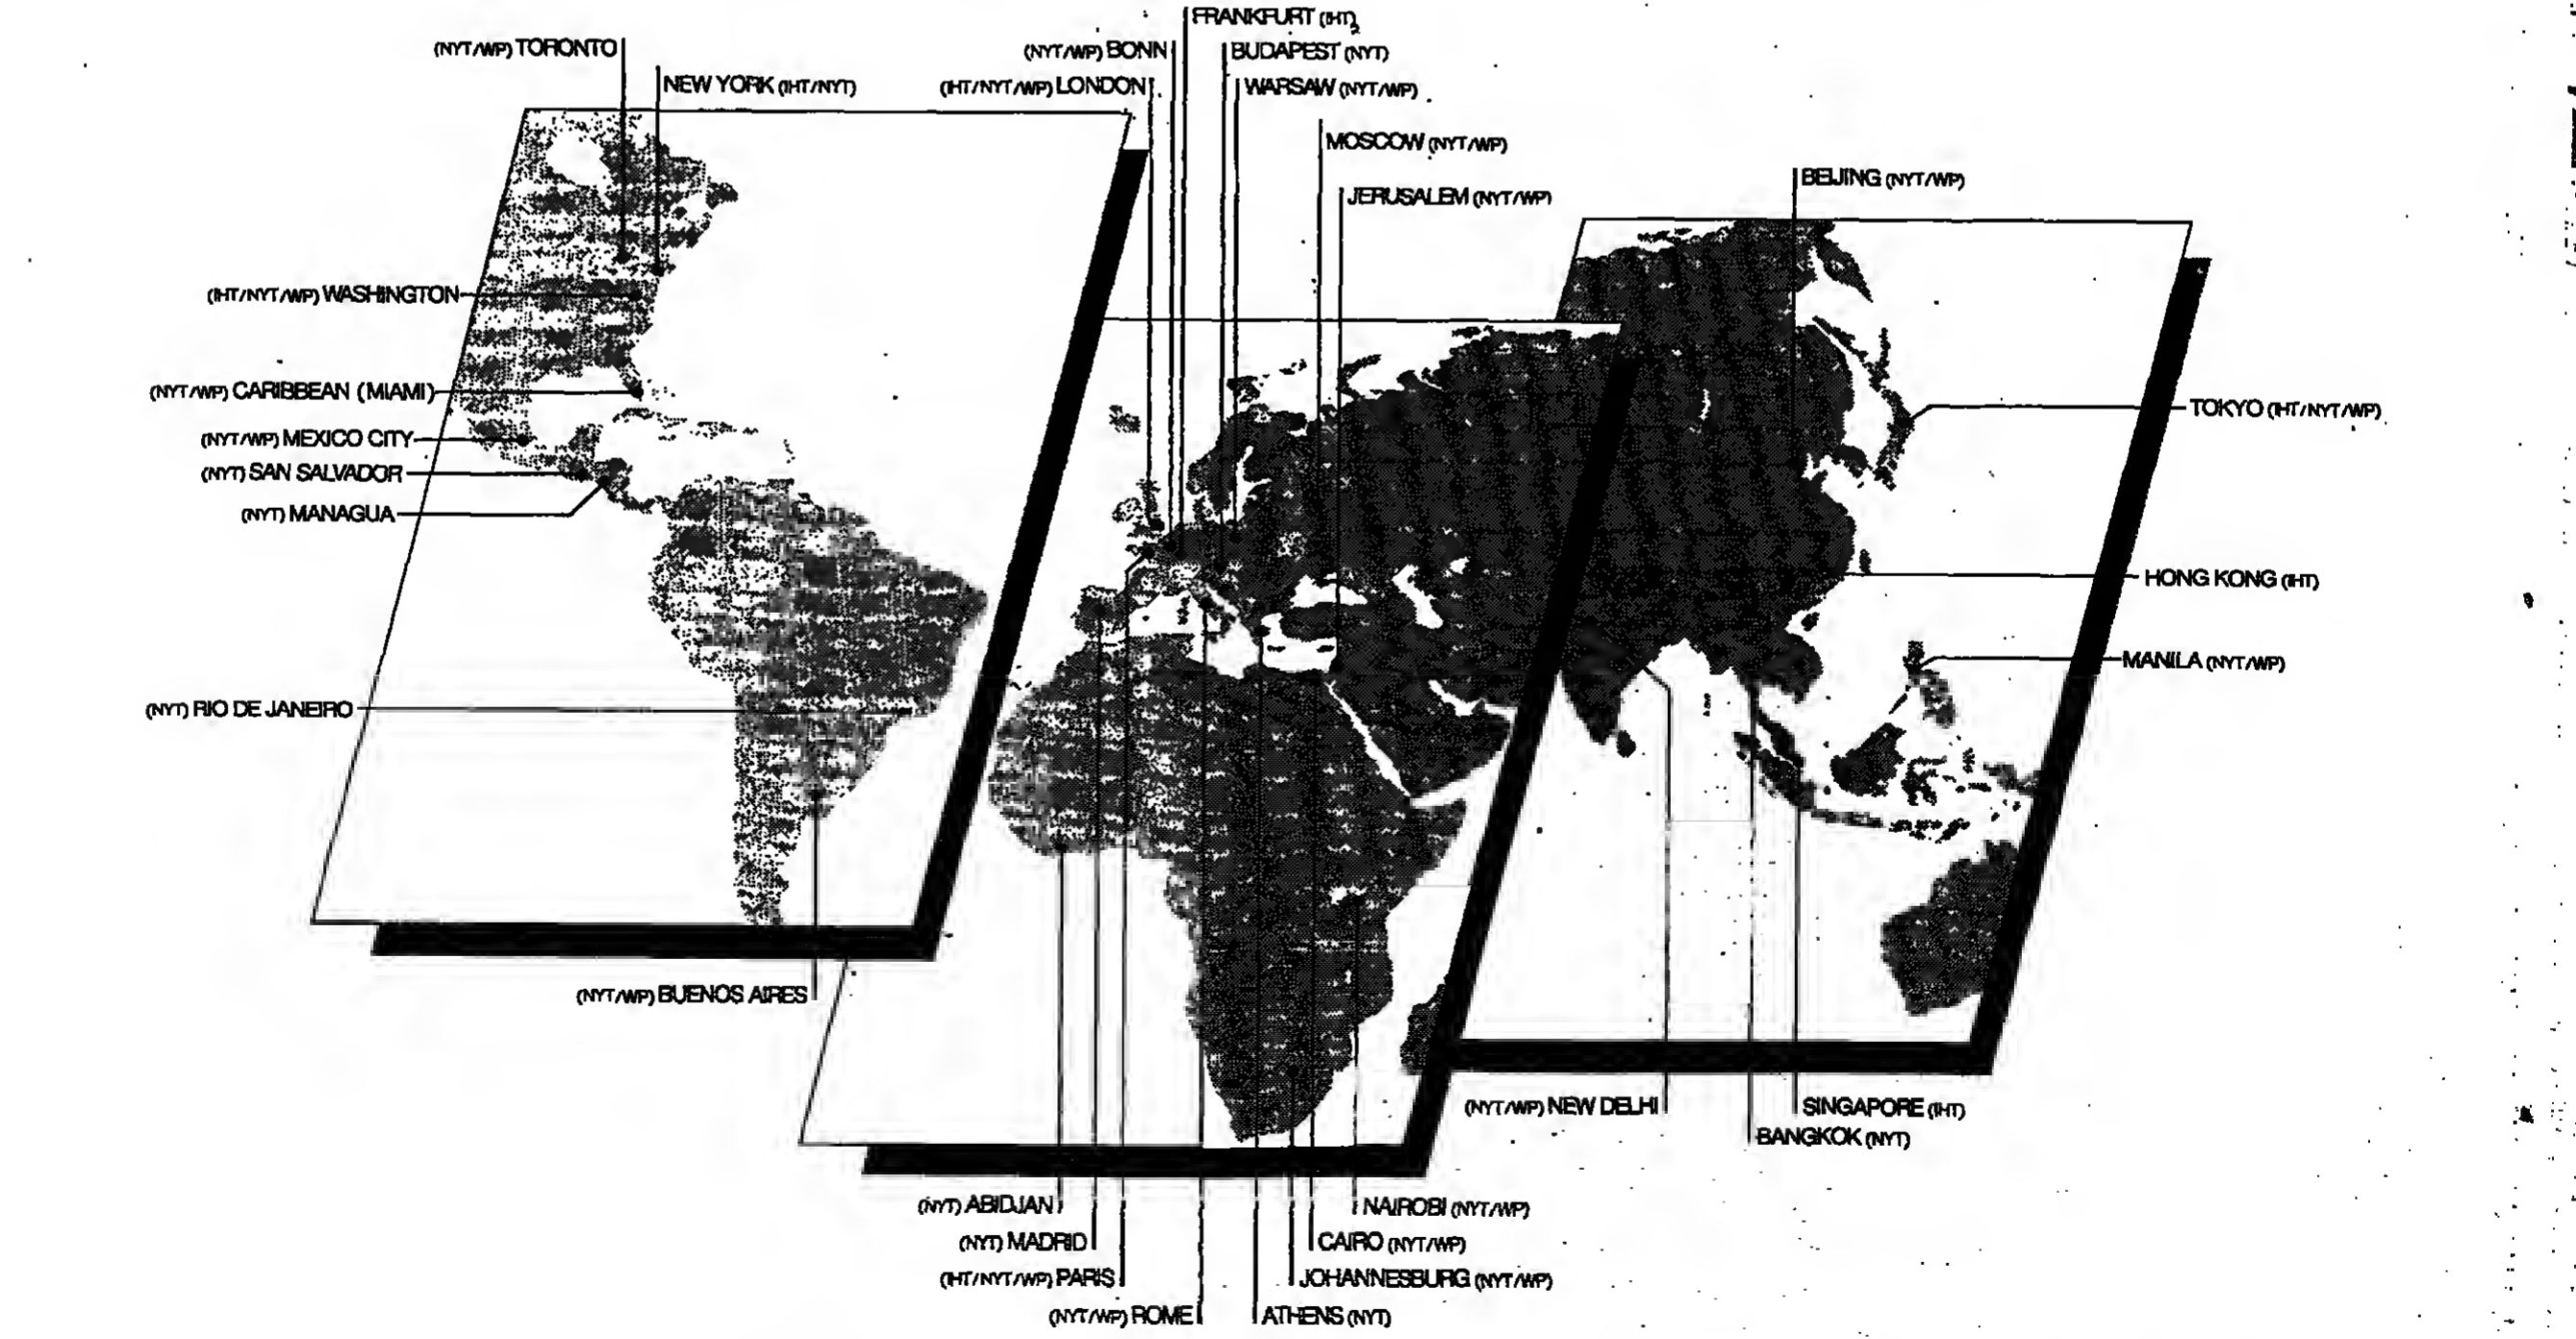 FRANKFURT (IHT)
(NYT/WP) TORONTO
(NYT/WP) BONN
BUDAPEST (NYT)
NEW YORK (IHT/NYT)
(IHT/NYT/WP) LONDON
WARSAW (NYT/WP)
MOSCOW (NYT/WP)
BEIJING (NYT/WP)
JERUSALEM (NYT/WP)
(IHT/NYT/WP) WASHINGTON
(NYT/WP) CARIBBEAN (MIAMI)
TOKYO (IHT/NYT/WP)
(NYT/WP) MEXICO CITY
(NYT) SAN SALVADOR
(NYT) MANAGUA
HONG KONG (IHT)
MANILA (NYT/WP)
(NYT) RIO DE JANEIRO
(NYT/WP) BUENOS AIRES
(NYT/WP) NEW DELHI
SINGAPORE (IHT)
BANGKOK (NYT)
(NYT) ABIDJAN
NAIROBI (NYT/WP)
(NYT) MADRID
CAIRO (NYT/WP)
(IHT/NYT/WP) PARIS
JOHANNESBURG (NYT/WP)
(NYT/WP) ROME
ATHENS (NYT)